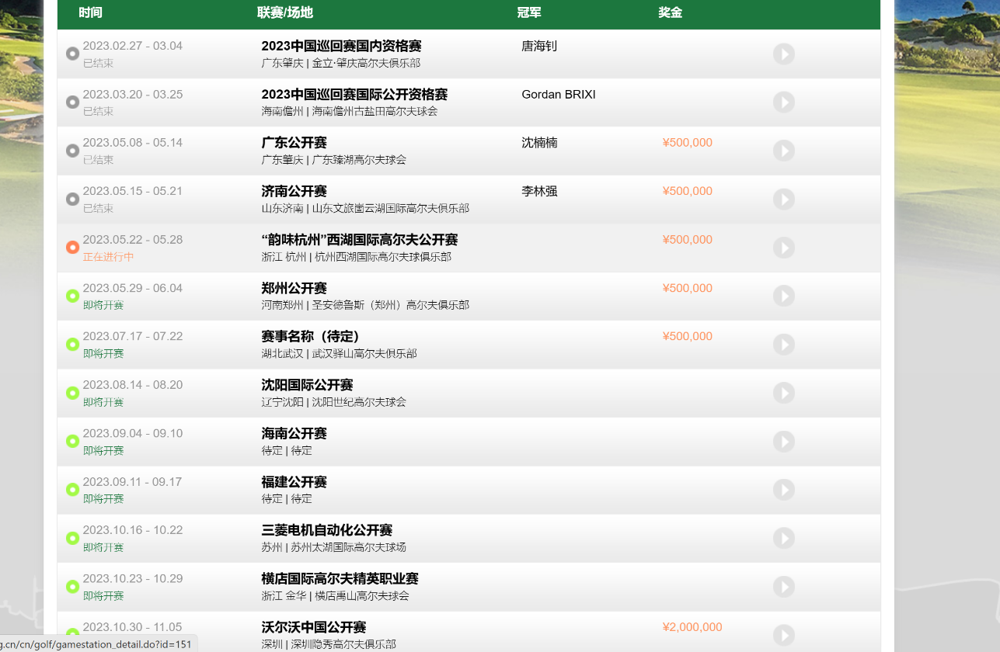 时间 联赛/场地 冠军 奖金
2023.02.27 - 03.04 2023中国巡回赛国内资格赛 唐海钊
已结束 广东肇庆 | 金立·肇庆高尔夫俱乐部
2023.03.20 - 03.25 2023中国巡回赛国际公开资格赛 Gordan BRIXI
已结束 海南儋州 | 海南儋州古盐田高尔夫球会
2023.05.08 - 05.14 广东公开赛 沈楠楠 ¥500,000
已结束 广东肇庆 | 广东臻湖高尔夫球会
2023.05.15 - 05.21 济南公开赛 李林强 ¥500,000
已结束 山东济南 | 山东文旅崮云湖国际高尔夫俱乐部
2023.05.22 - 05.28 “韵味杭州”西湖国际高尔夫公开赛 ¥500,000
正在进行中 浙江 杭州 | 杭州西湖国际高尔夫球俱乐部
2023.05.29 - 06.04 郑州公开赛 ¥500,000
即将开赛 河南郑州 | 圣安德鲁斯（郑州）高尔夫俱乐部
2023.07.17 - 07.22 赛事名称（待定） ¥500,000
即将开赛 湖北武汉 | 武汉驿山高尔夫俱乐部
2023.08.14 - 08.20 沈阳国际公开赛
即将开赛 辽宁沈阳 | 沈阳世纪高尔夫球会
2023.09.04 - 09.10 海南公开赛
即将开赛 待定 | 待定
2023.09.11 - 09.17 福建公开赛
即将开赛 待定 | 待定
2023.10.16 - 10.22 三菱电机自动化公开赛
即将开赛 苏州 | 苏州太湖国际高尔夫球场
2023.10.23 - 10.29 横店国际高尔夫精英职业赛
即将开赛 浙江 金华 | 横店禹山高尔夫球会
2023.10.30 - 11.05 沃尔沃中国公开赛 ¥2,000,000
深圳 | 深圳隐秀高尔夫俱乐部
g.cn/cn/golf/gamestation_detail.do?id=151